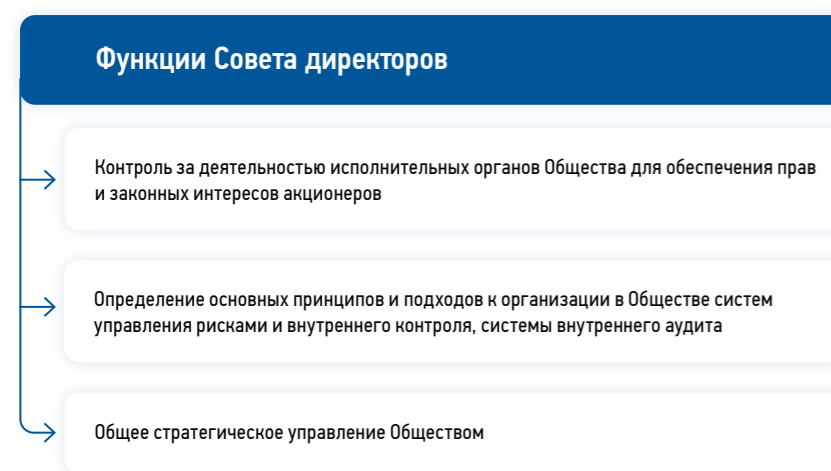 Функции Совета директоров
Контроль за деятельностью исполнительных органов Общества для обеспечения прав
и законных интересов акционеров
Определение основных принципов и подходов к организации в Обществе систем
управления рисками и внутреннего контроля, системы внутреннего аудита
Общее стратегическое управление Обществом